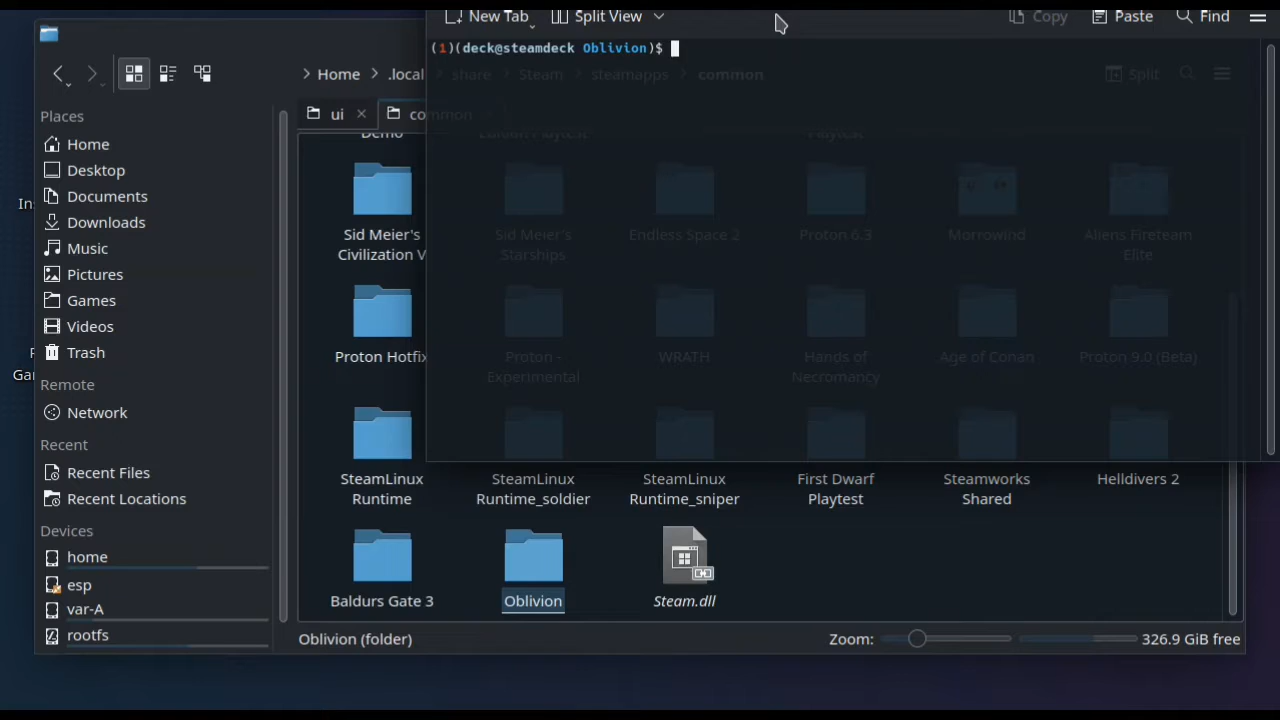 New Tab
Split View
Copy
Paste
Find
(1)(deck@steamdeck Oblivion)$
Home
.local
share
Steam
steamapps
common
Split
Places
Home
Desktop
Documents
Downloads
Music
Pictures
Games
Videos
Trash
Remote
Network
Recent
Recent Files
Recent Locations
Devices
home
esp
var-A
rootfs
ui
common
Demo
Playtest
Sid Meier's
Civilization V
Sid Meier's
Starships
Endless Space 2
Proton 6.3
Morrowind
Aliens Fireteam
Elite
Proton Hotfix
Proton -
Experimental
WRATH
Hands of
Necromancy
Age of Conan
Proton 9.0 (Beta)
SteamLinux
Runtime
SteamLinux
Runtime_soldier
SteamLinux
Runtime_sniper
First Dwarf
Playtest
Steamworks
Shared
Helldivers 2
Baldurs Gate 3
Oblivion
Steam.dll
Oblivion (folder)
Zoom:
326.9 GiB free